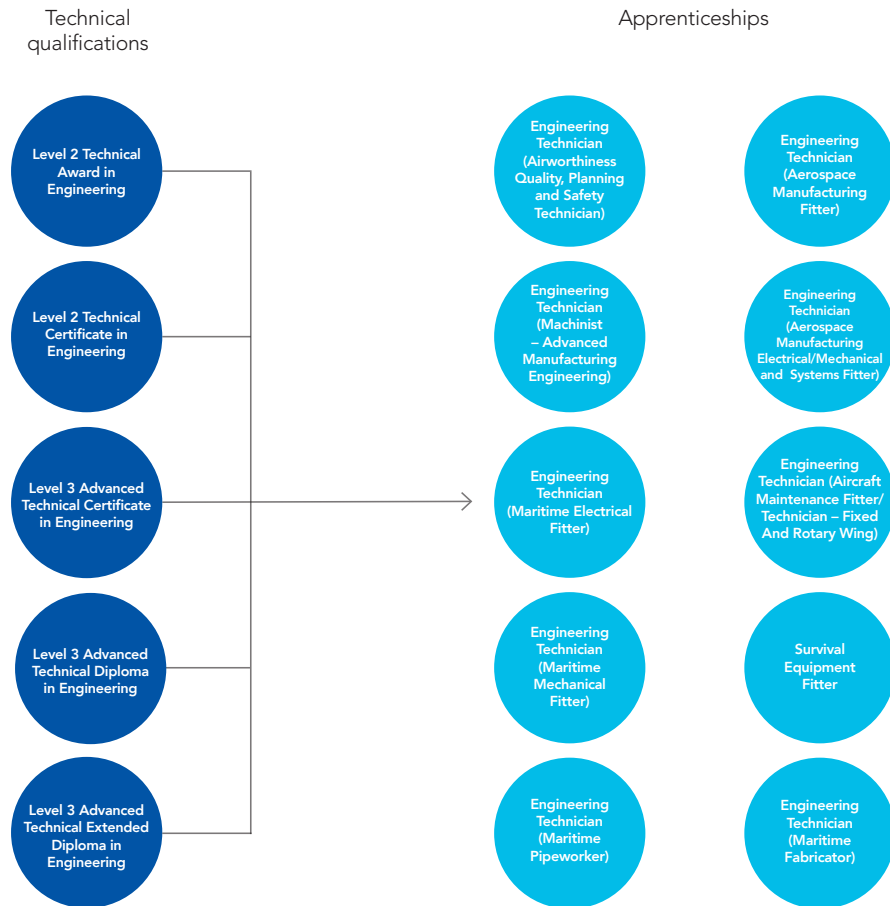 Technical
qualifications
Apprenticeships
Level 2 Technical
Award in
Engineering
Engineering
Technician
(Airworthiness
Quality, Planning
and Safety
Technician)
Engineering
Technician
(Aerospace
Manufacturing
Fitter)
Level 2 Technical
Certificate in
Engineering
Engineering
Technician
(Machinist
– Advanced
Manufacturing
Engineering)
Engineering
Technician
(Aerospace
Manufacturing
Electrical/Mechanical
and Systems Fitter)
Level 3 Advanced
Technical Certificate
in Engineering
Engineering
Technician
(Maritime Electrical
Fitter)
Engineering
Technician (Aircraft
Maintenance Fitter/
Technician – Fixed
And Rotary Wing)
Level 3 Advanced
Technical Diploma
in Engineering
Engineering
Technician
(Maritime
Mechanical
Fitter)
Survival
Equipment
Fitter
Level 3 Advanced
Technical Extended
Diploma in
Engineering
Engineering
Technician
(Maritime
Pipeworker)
Engineering
Technician
(Maritime
Fabricator)